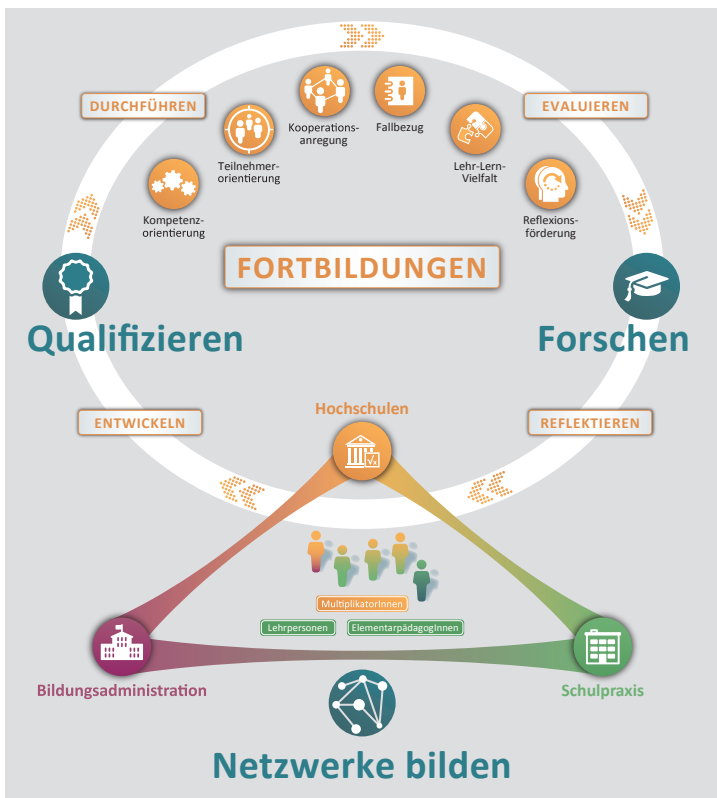 DURCHFÜHREN
EVALUIEREN
Kooperations-
anregung
Fallbezug
Teilnehmer-
orientierung
Lehr-Lern-
Vielfalt
Kompetenz-
orientierung
Reflexions-
förderung
FORTBILDUNGEN
Qualifizieren
Forschen
ENTWICKELN
Hochschulen
REFLEKTIEREN
√x
MultiplikatorInnen
Lehrpersonen
ElementarpädagogInnen
Bildungsadministration
Schulpraxis
Netzwerke bilden